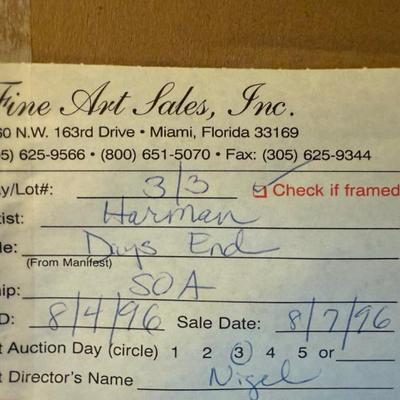 Fine Art Sales, Inc.
60 N.W. 163rd Drive • Miami, Florida 33169
5) 625-9566 • (800) 651-5070 • Fax: (305) 625-9344
y/Lot#: 3/3 Check if framed
tist: Harman
le: Days End
(From Manifest)
hip: SOA
D: 8/4/96 Sale Date: 8/7/96
t Auction Day (circle) 1 2 3 4 5 or
t Director's Name Nigel